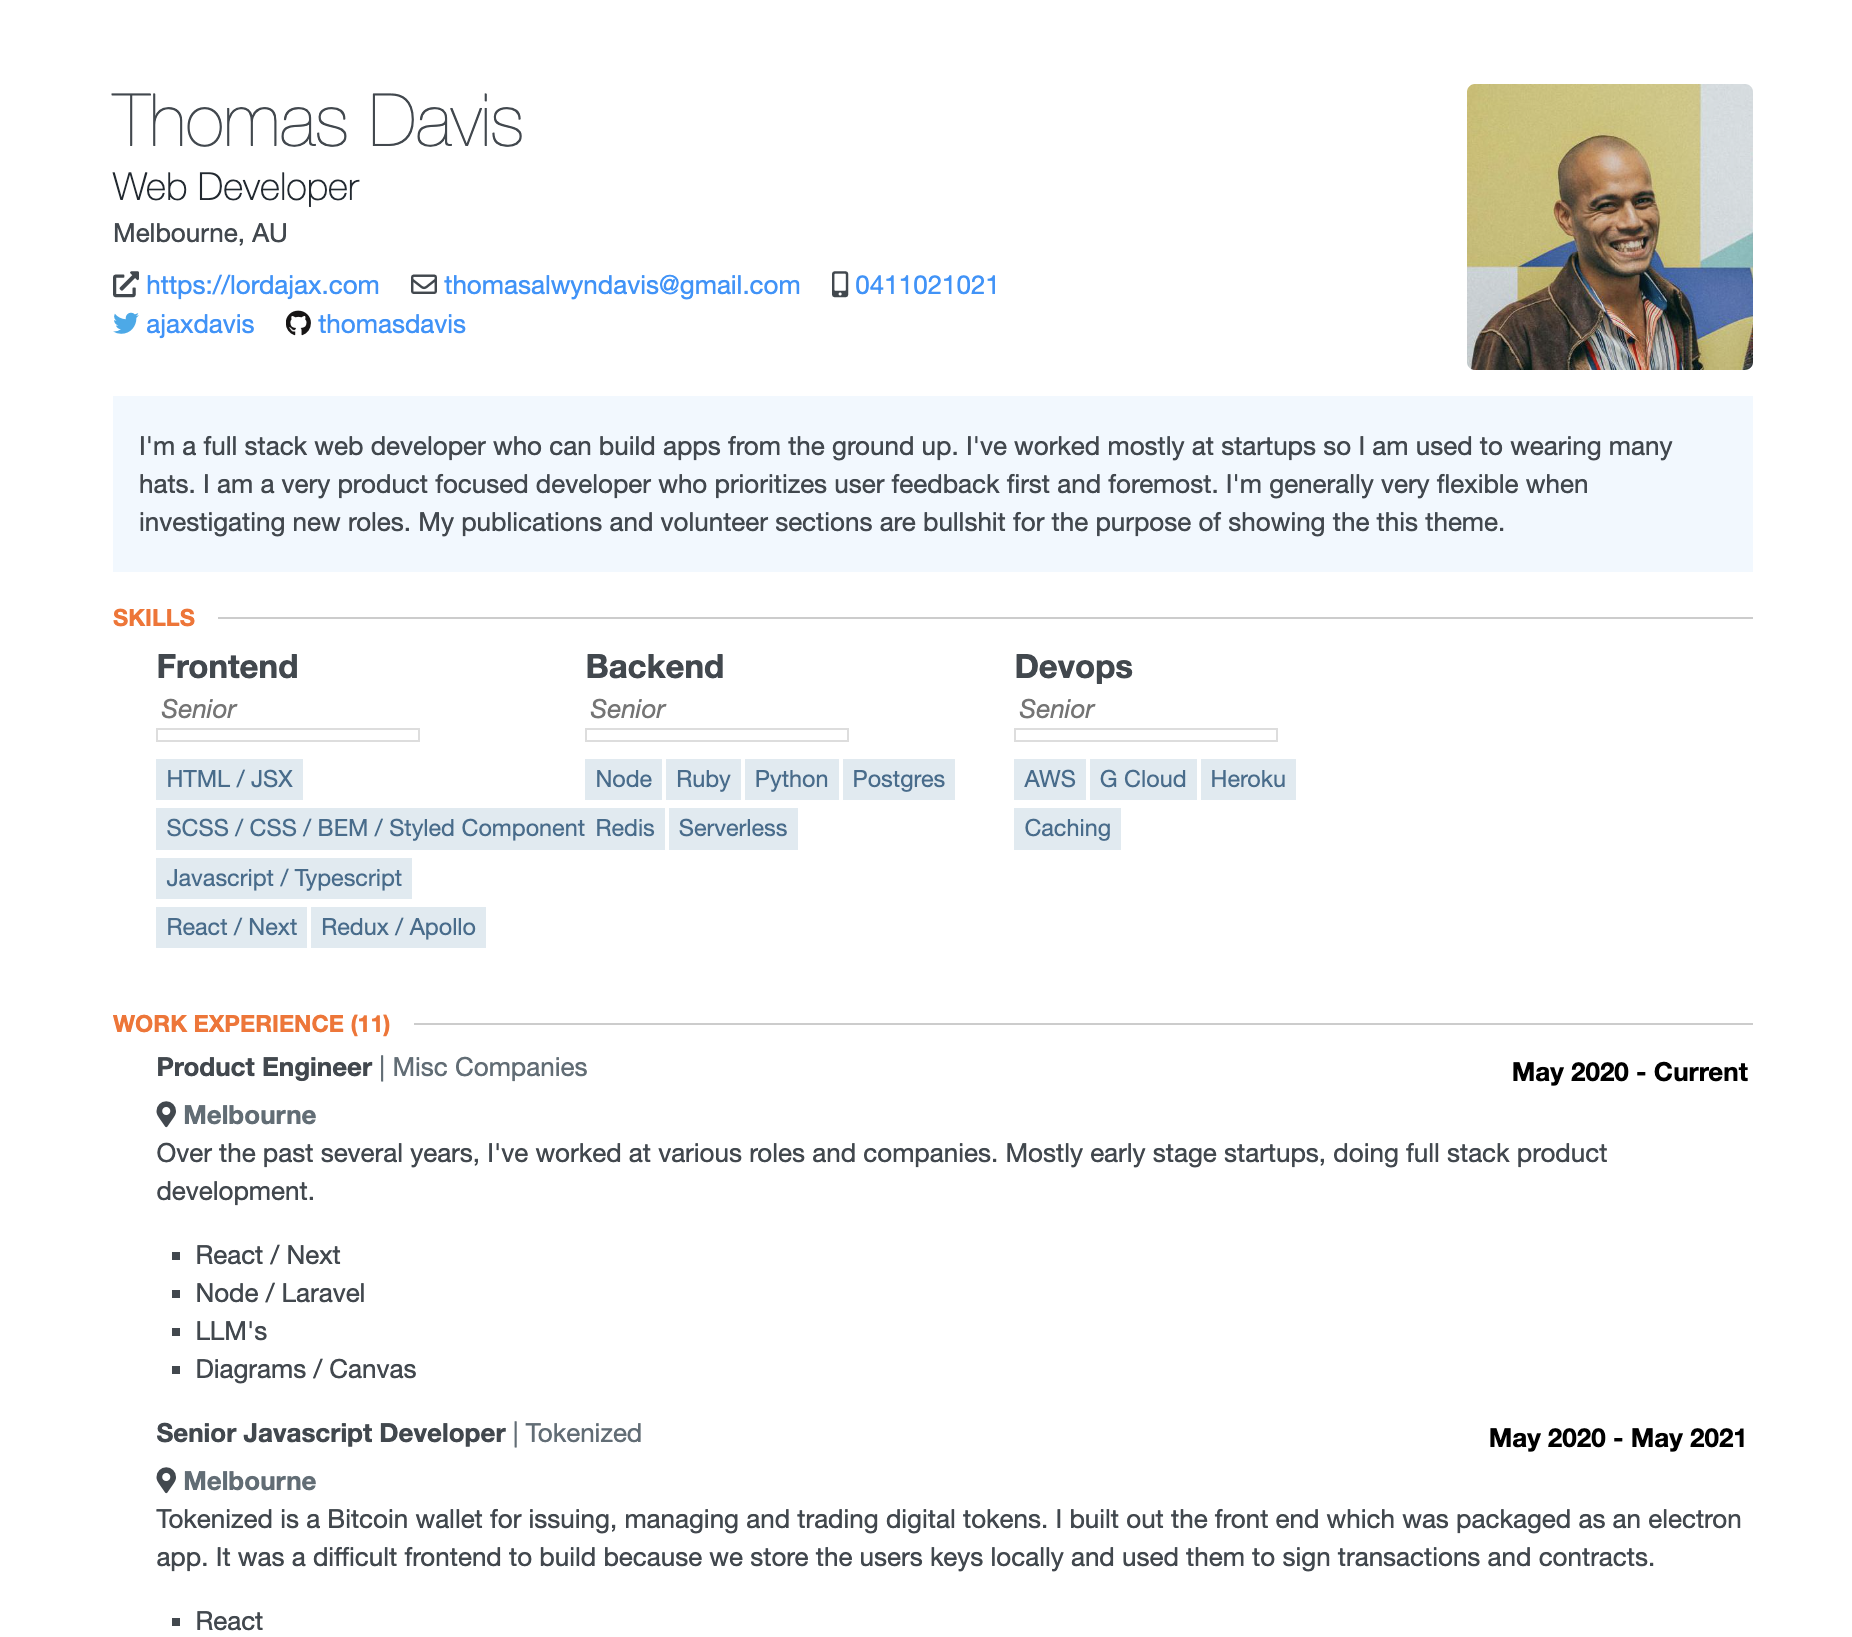 Thomas Davis
Web Developer
Melbourne, AU
https://lordajax.com thomasalwyndavis@gmail.com 0411021021
ajaxdavis thomasdavis
I'm a full stack web developer who can build apps from the ground up. I've worked mostly at startups so I am used to wearing many
hats. I am a very product focused developer who prioritizes user feedback first and foremost. I'm generally very flexible when
investigating new roles. My publications and volunteer sections are bullshit for the purpose of showing the this theme.
SKILLS
Frontend
Senior
HTML / JSX
SCSS / CSS / BEM / Styled Component
Javascript / Typescript
React / Next Redux / Apollo
Backend
Senior
Node Ruby Python Postgres
Redis Serverless
Devops
Senior
AWS G Cloud Heroku
Caching
WORK EXPERIENCE (11)
Product Engineer | Misc Companies May 2020 - Current
Melbourne
Over the past several years, I've worked at various roles and companies. Mostly early stage startups, doing full stack product
development.
React / Next
Node / Laravel
LLM's
Diagrams / Canvas
Senior Javascript Developer | Tokenized May 2020 - May 2021
Melbourne
Tokenized is a Bitcoin wallet for issuing, managing and trading digital tokens. I built out the front end which was packaged as an electron
app. It was a difficult frontend to build because we store the users keys locally and used them to sign transactions and contracts.
React